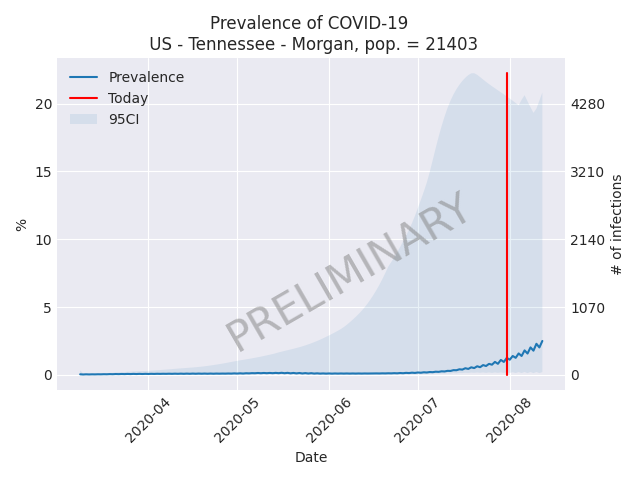 Prevalence of COVID-19
US - Tennessee - Morgan, pop. = 21403
Prevalence
Today
95CI
20
15
10
5
0
%
4280
3210
2140
1070
0
# of infections
PRELIMINARY
2020-04
2020-05
2020-06
2020-07
2020-08
Date